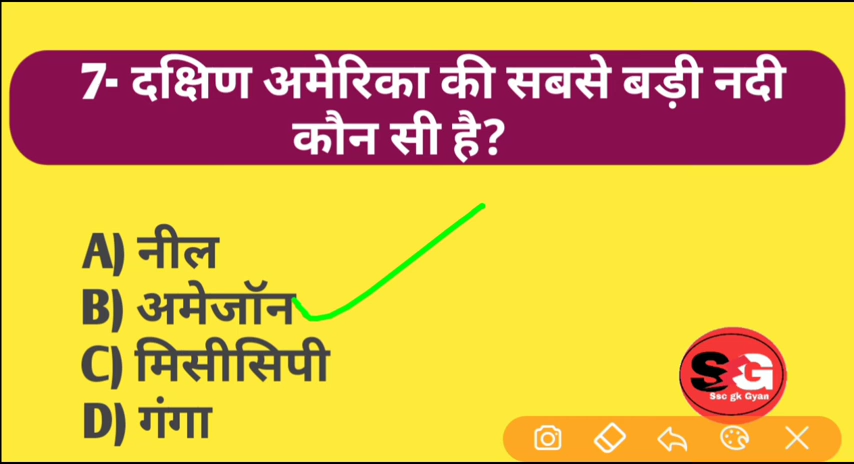 7- दक्षिण अमेरिका की सबसे बड़ी नदी
कौन सी है?
A) नील
B) अमेजॉन
C) मिसीसिपी
D) गंगा
SG
Ssc gk Gyan